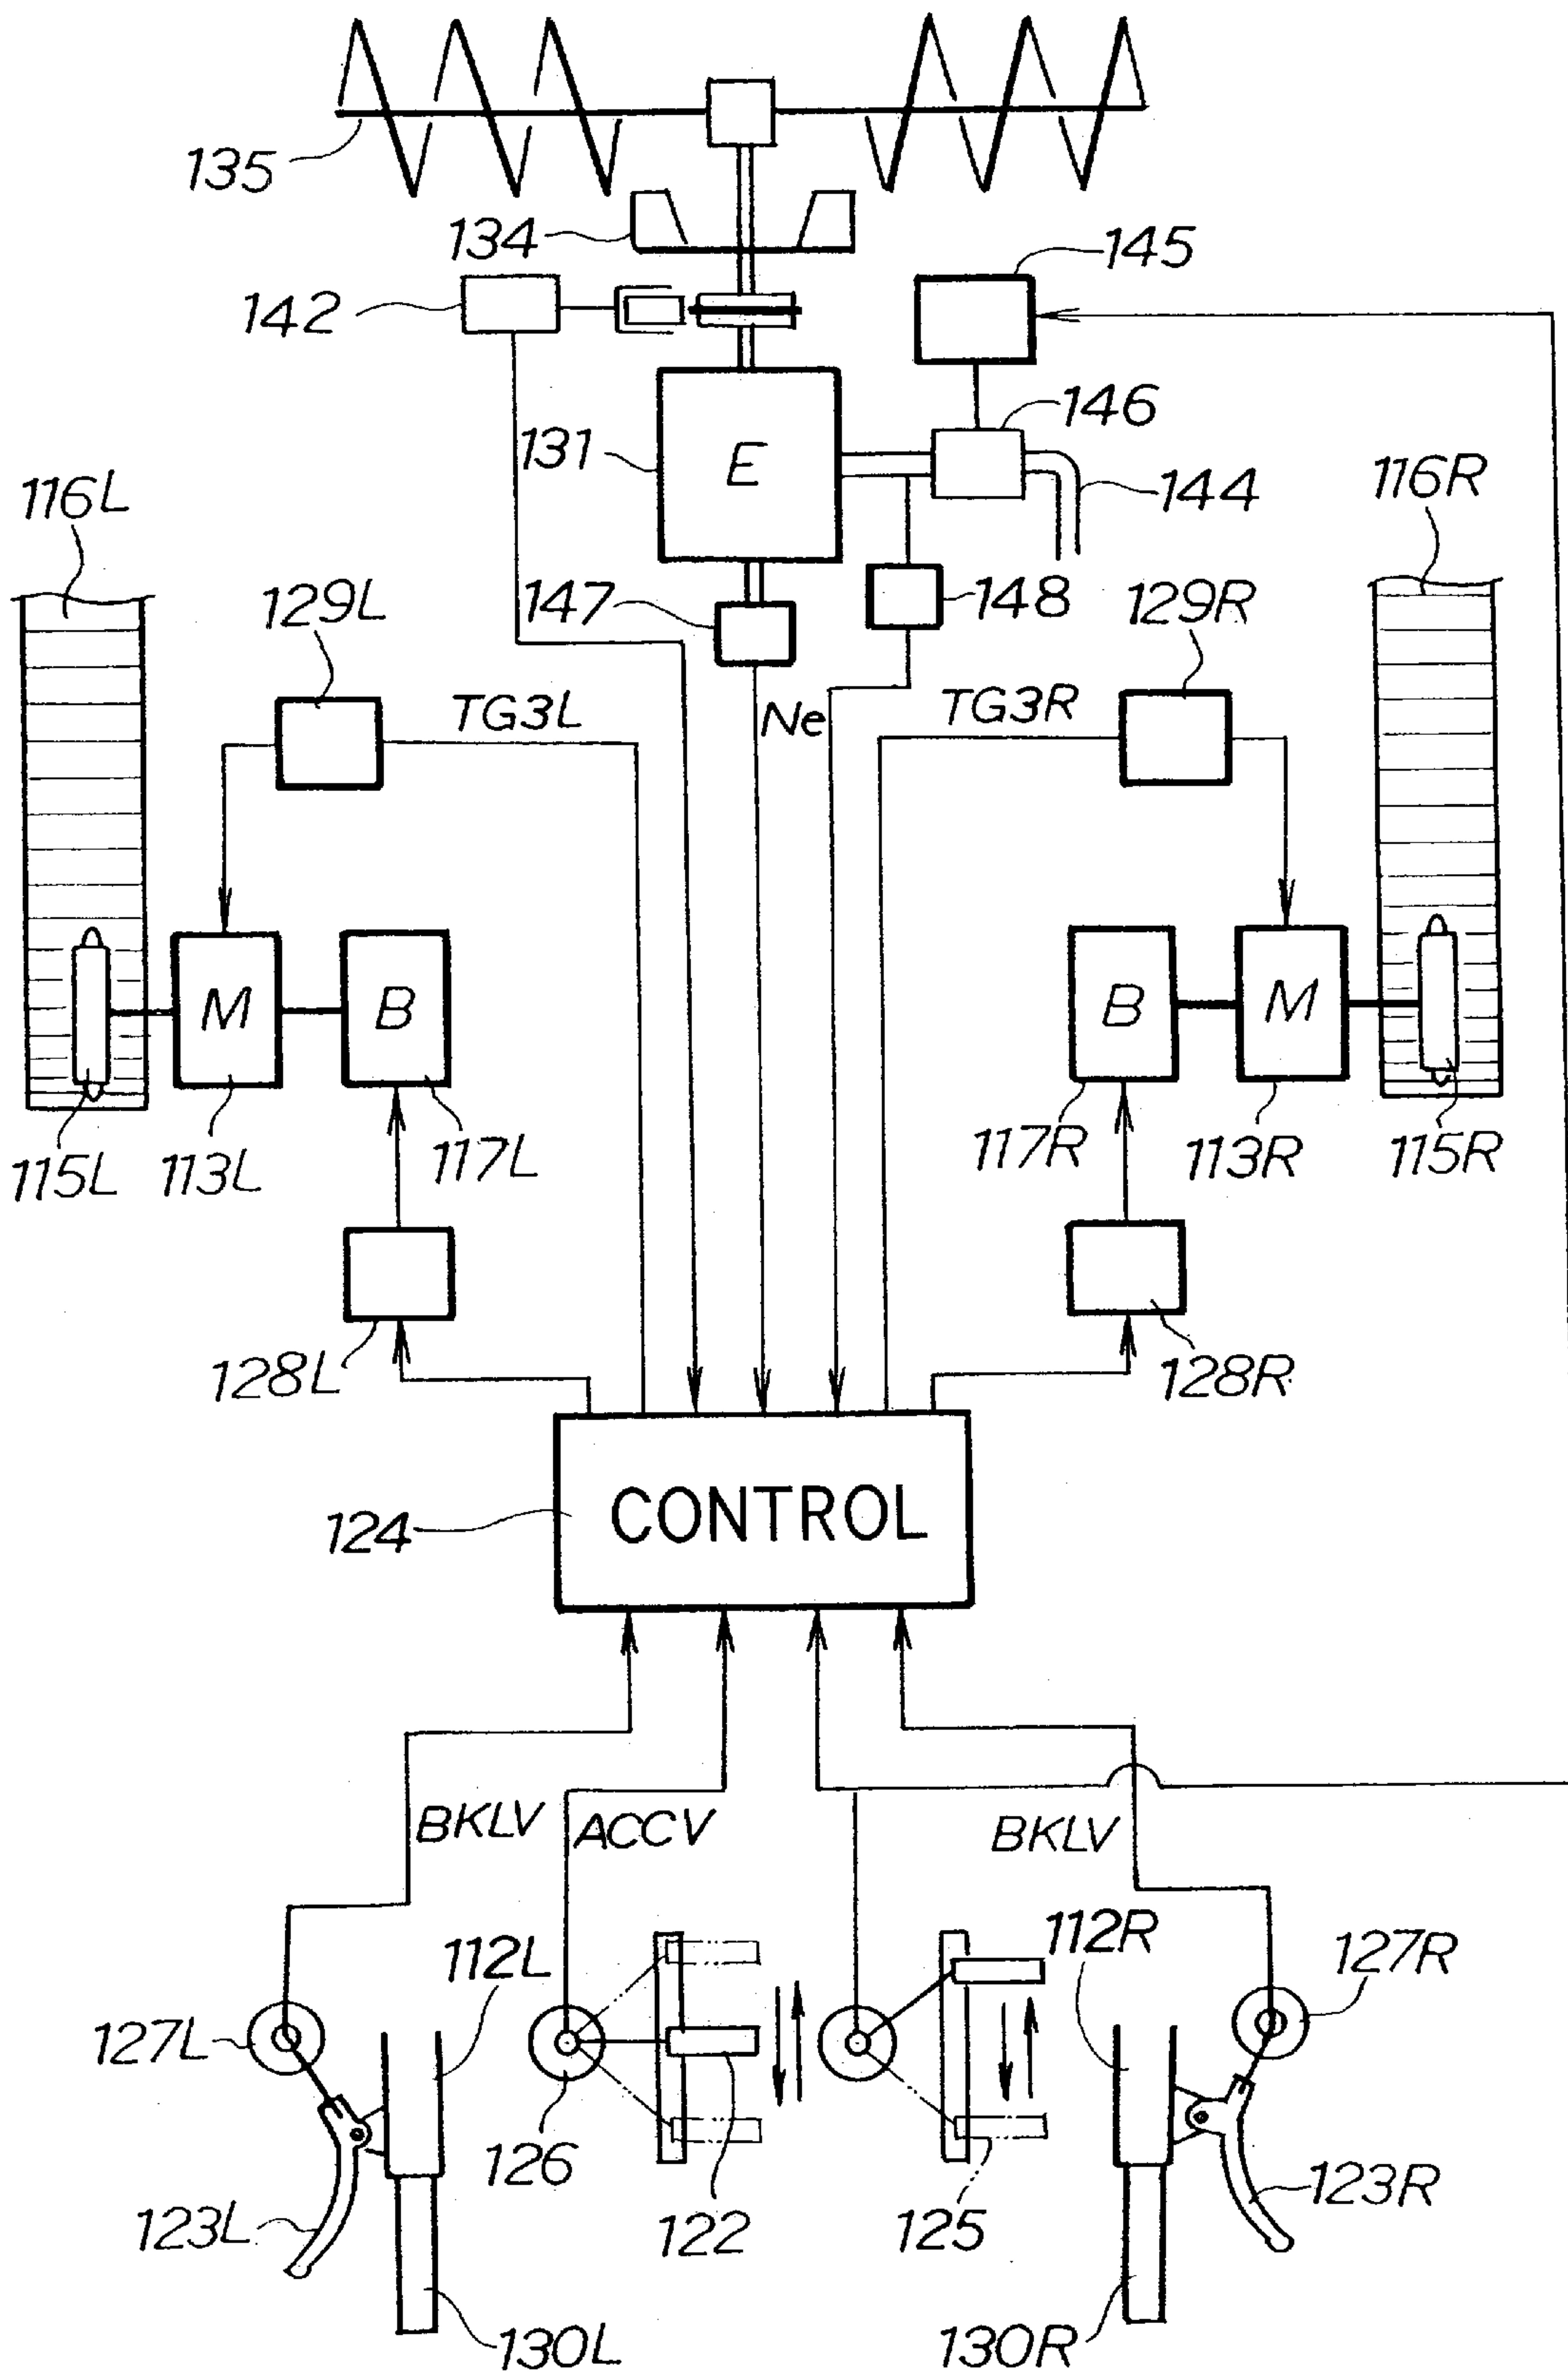 135
134
145
142
146
131
E
116L
144
116R
129L
147
148
129R
TG3L
Ne
TG3R
M
B
B
M
115L
113L
117L
117R
113R
115R
128L
128R
124
CONTROL
BKLV
ACCV
BKLV
112L
112R
127R
127L
126
123L
122
125
123R
130L
130R